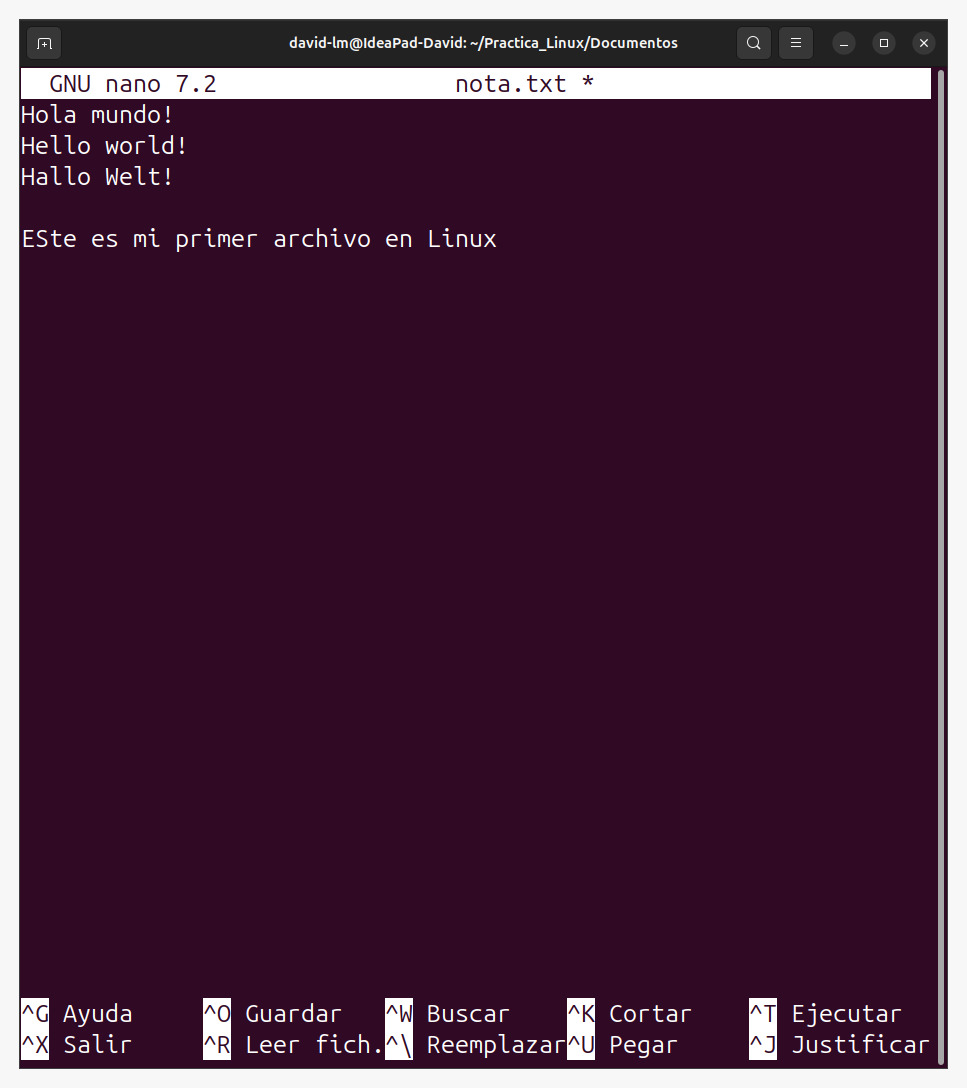 david-lm@IdeaPad-David: ~/Practica_Linux/Documentos
GNU nano 7.2 nota.txt *
Hola mundo!
Hello world!
Hallo Welt!
ESte es mi primer archivo en Linux
^G Ayuda ^O Guardar ^W Buscar ^K Cortar ^T Ejecutar
^X Salir ^R Leer fich. ^\ Reemplazar ^U Pegar ^J Justificar